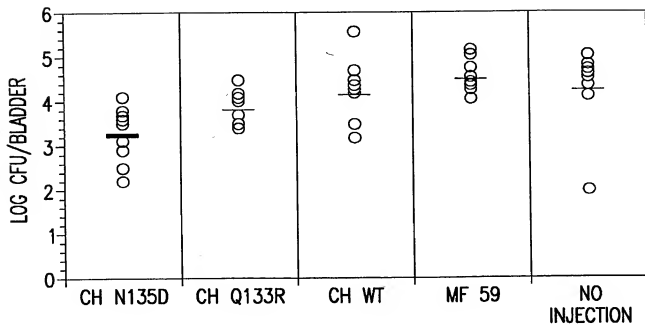 LOG CFU/BLADDER
6
5
4
3
2
1
0
CH N135D
CH Q133R
CH WT
MF 59
NO
INJECTION